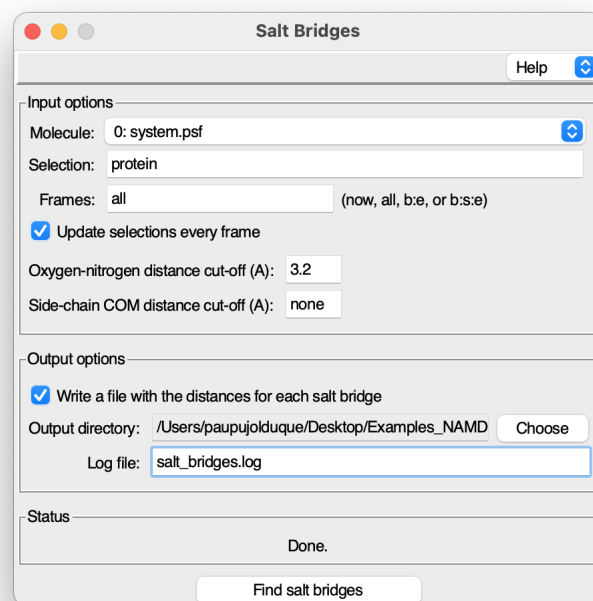 Salt Bridges
Help
Input options
Molecule: 0: system.psf
Selection: protein
Frames: all (now, all, b:e, or b:s:e)
Update selections every frame
Oxygen-nitrogen distance cut-off (A): 3.2
Side-chain COM distance cut-off (A): none
Output options
Write a file with the distances for each salt bridge
Output directory: /Users/paupujolduque/Desktop/Examples_NAMD Choose
Log file: salt_bridges.log
Status
Done.
Find salt bridges